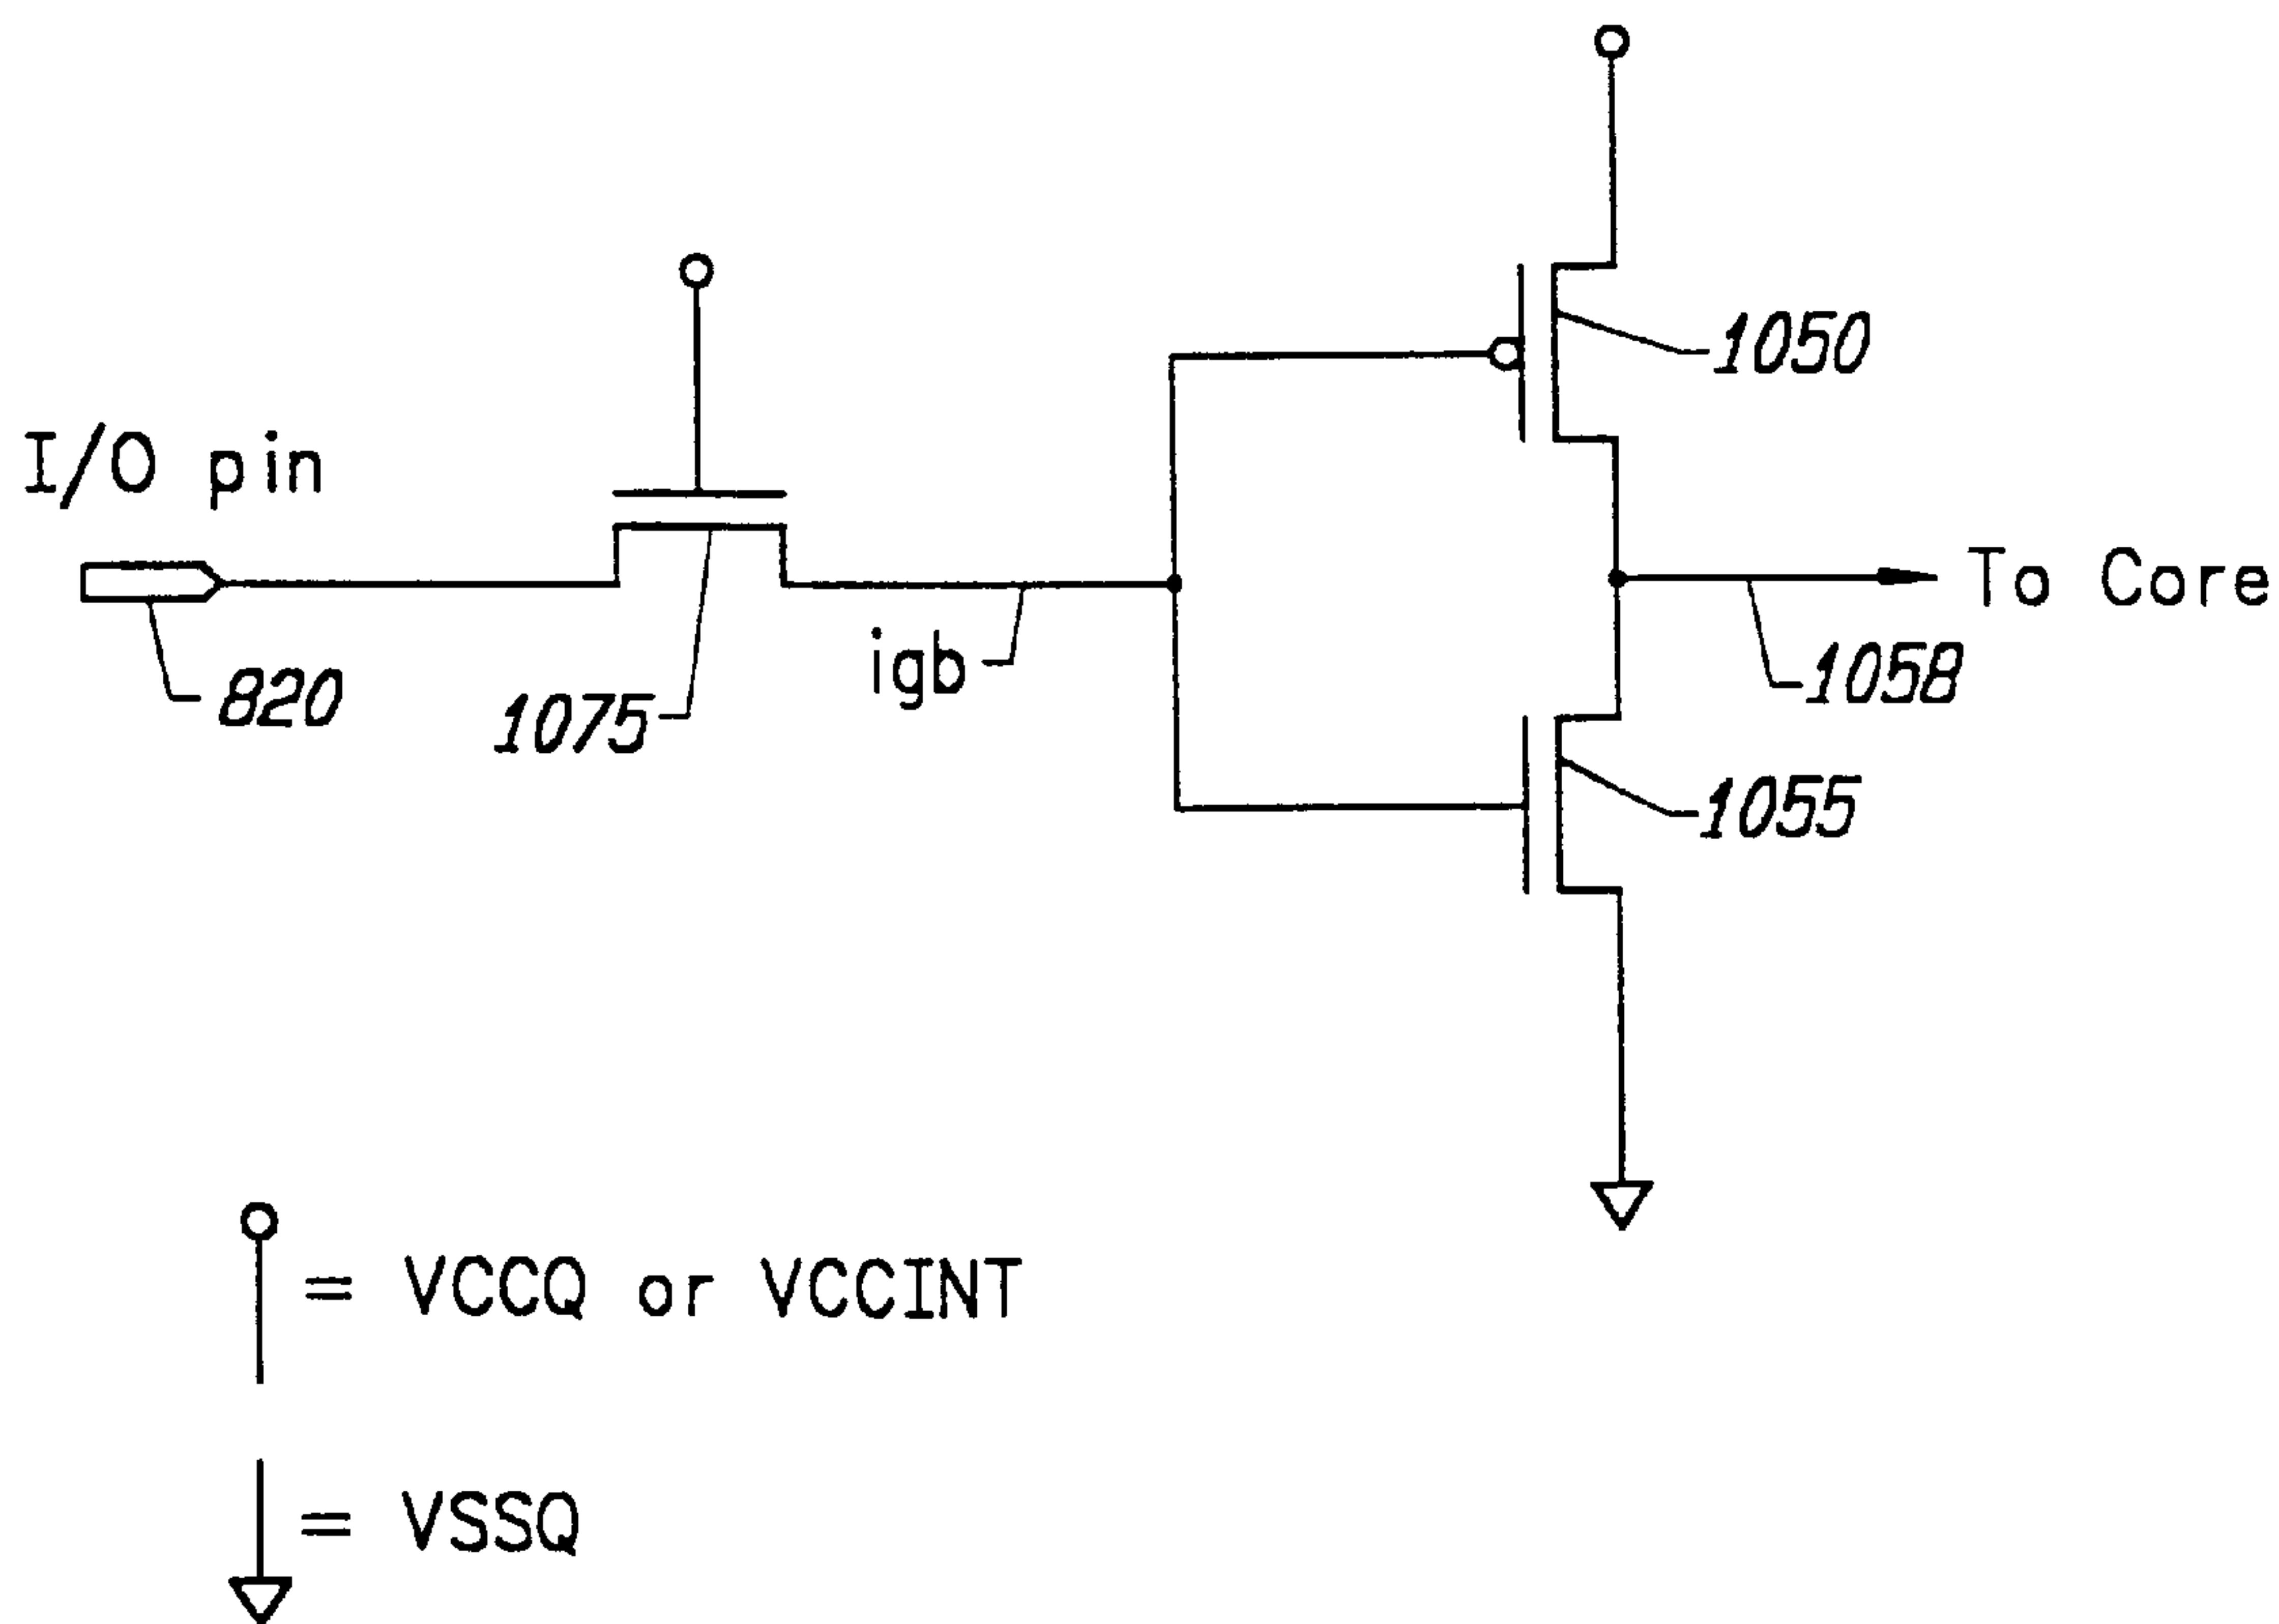 1050
I/O pin
To Core
820
1075
igb
1058
1055
= VCCQ or VCCINT
= VSSQ